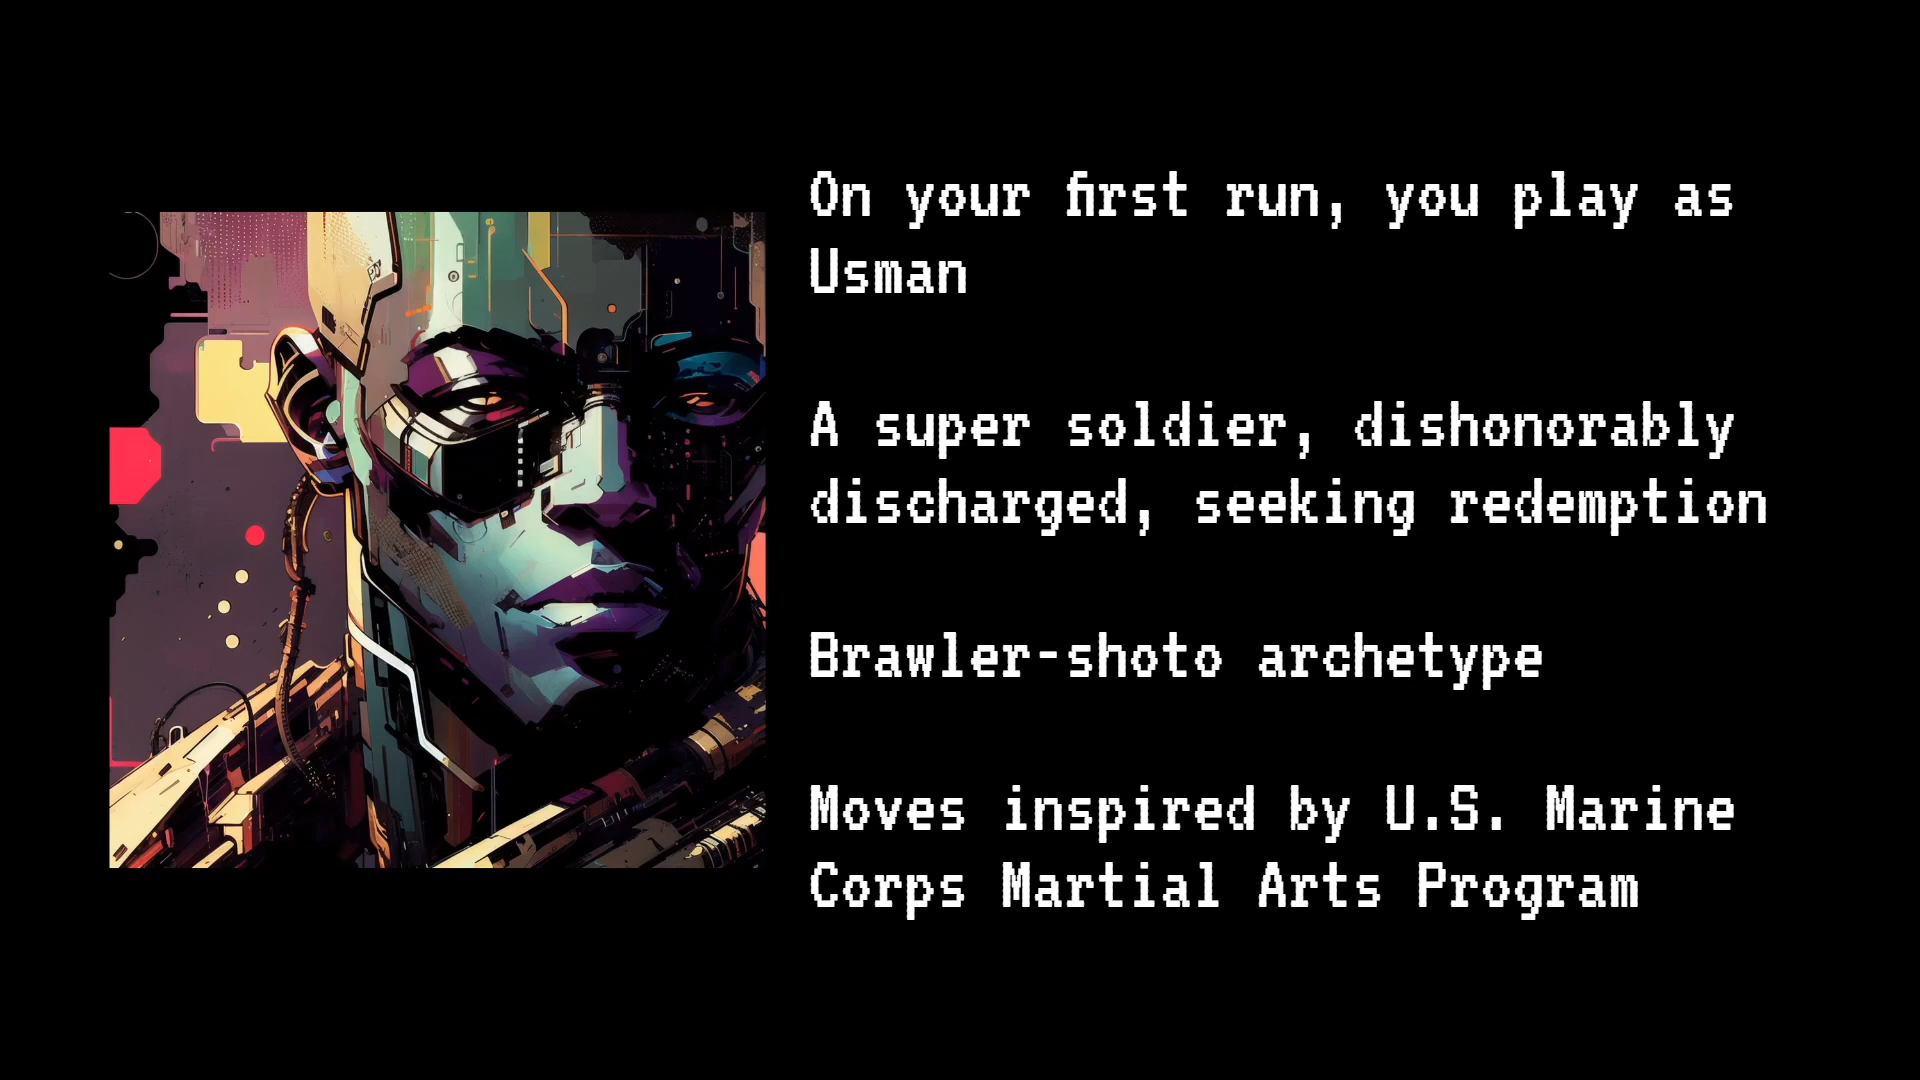 On your first run, you play as
Usman
A super soldier, dishonorably
discharged, seeking redemption
Brawler-shoto archetype
Moves inspired by U.S. Marine
Corps Martial Arts Program